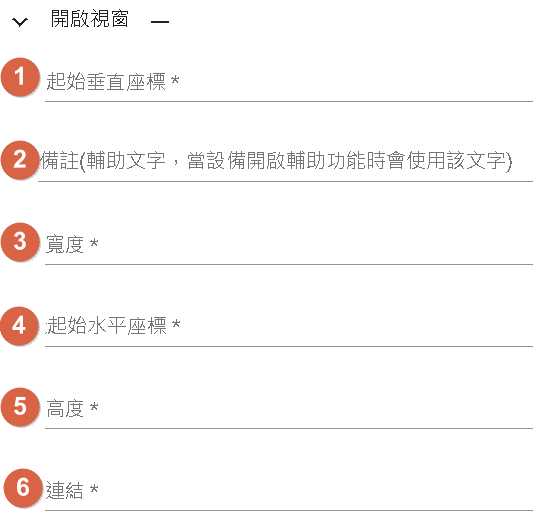 開啟視窗
1 起始垂直座標 *
2 備註(輔助文字，當設備開啟輔助功能時會使用該文字)
3 寬度 *
4 起始水平座標 *
5 高度 *
6 連結 *